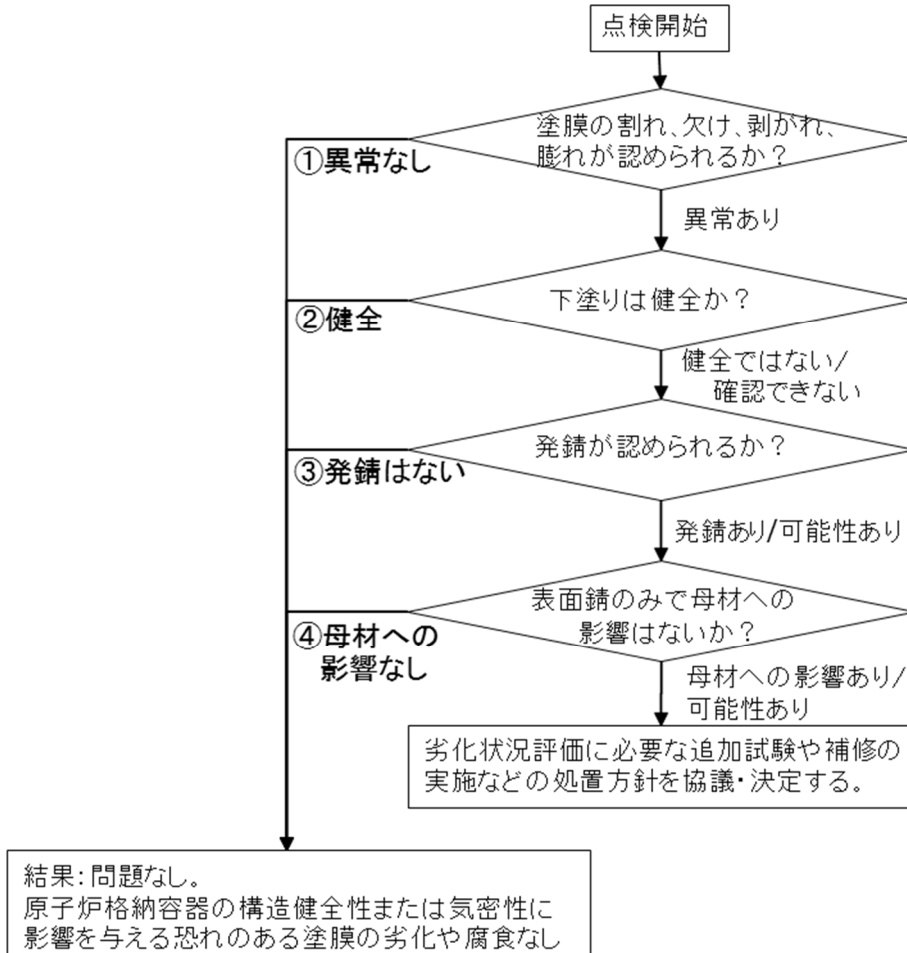 点検開始
塗膜の割れ、欠け、剥がれ、
膨れが認められるか?
①異常なし
異常あり
下塗りは健全か?
②健全
健全ではない/
確認できない
発錆が認められるか?
③発錆はない
発錆あり/可能性あり
表面錆のみで母材への
影響はないか?
④母材への
影響なし
母材への影響あり/
可能性あり
劣化状況評価に必要な追加試験や補修の
実施などの処置方針を協議・決定する。
結果:問題なし。
原子炉格納容器の構造健全性または気密性に
影響を与える恐れのある塗膜の劣化や腐食なし